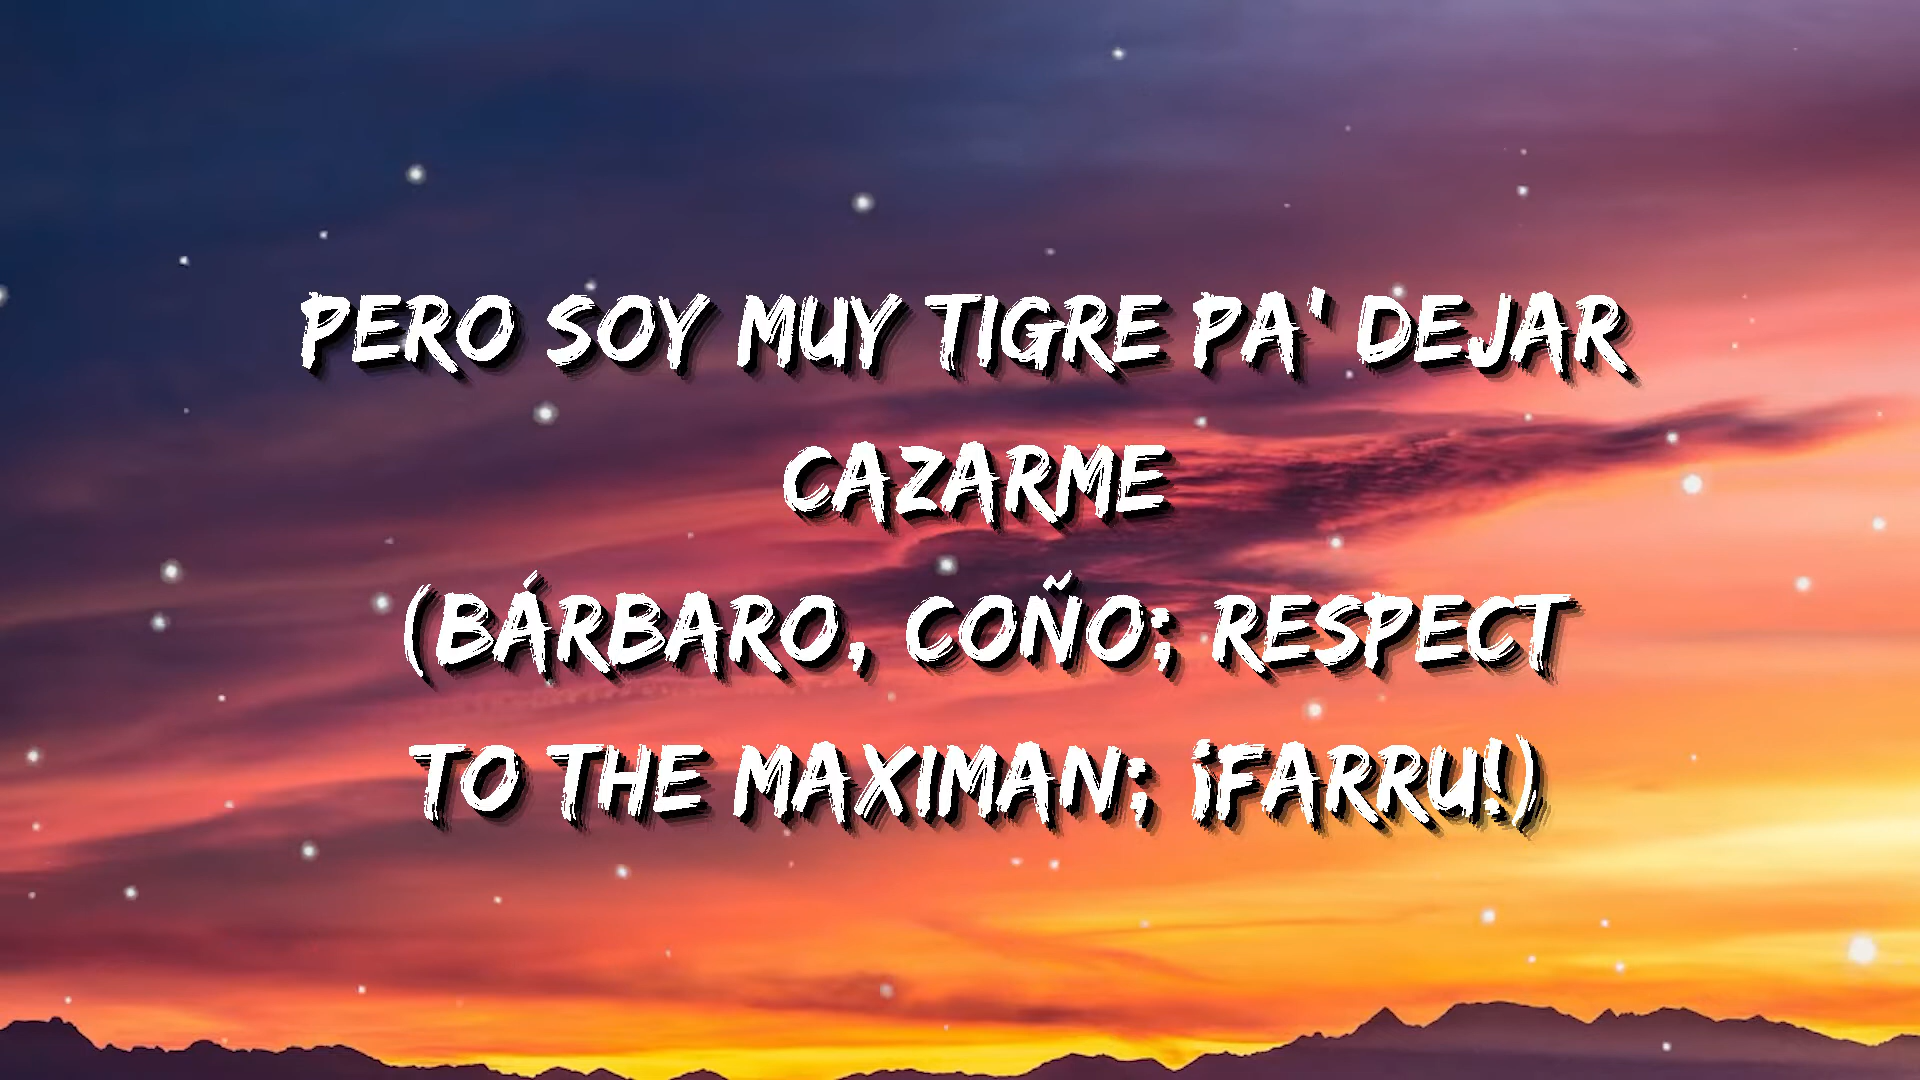 PERO SOY MUY TIGRE PA' DEJAR
CAZARME
(BÁRBARO, COÑO; RESPECT
TO THE MAXIMAN; ¡FARRU!)